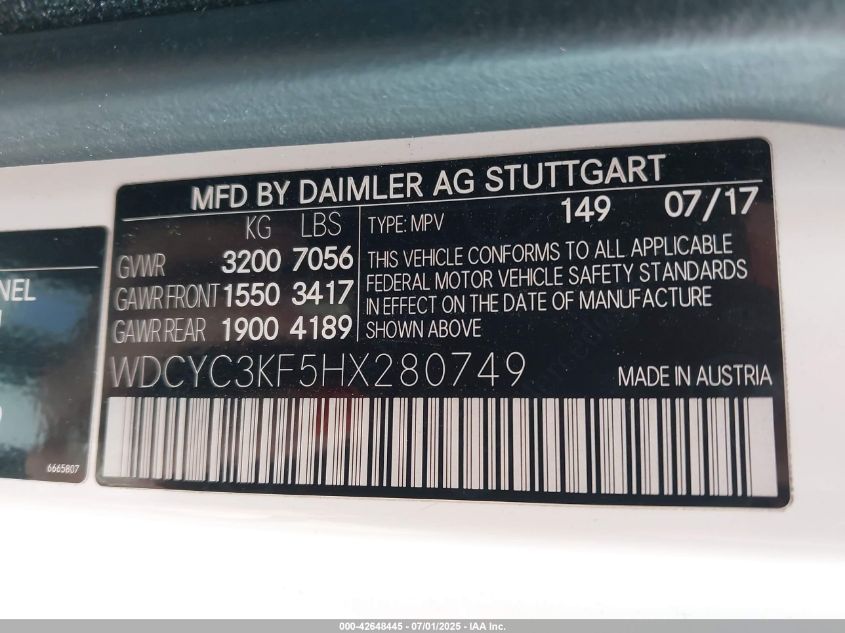 MFD BY DAIMLER AG STUTTGART
KG LBS
GVWR 3200 7056
GAWR FRONT 1550 3417
GAWR REAR 1900 4189
TYPE: MPV 149 07/17
THIS VEHICLE CONFORMS TO ALL APPLICABLE
FEDERAL MOTOR VEHICLE SAFETY STANDARDS
IN EFFECT ON THE DATE OF MANUFACTURE
SHOWN ABOVE
WDCYC3KF5HX280749 MADE IN AUSTRIA
NEL
6665807
000-42648445 - 07/01/2025 - IAA Inc.